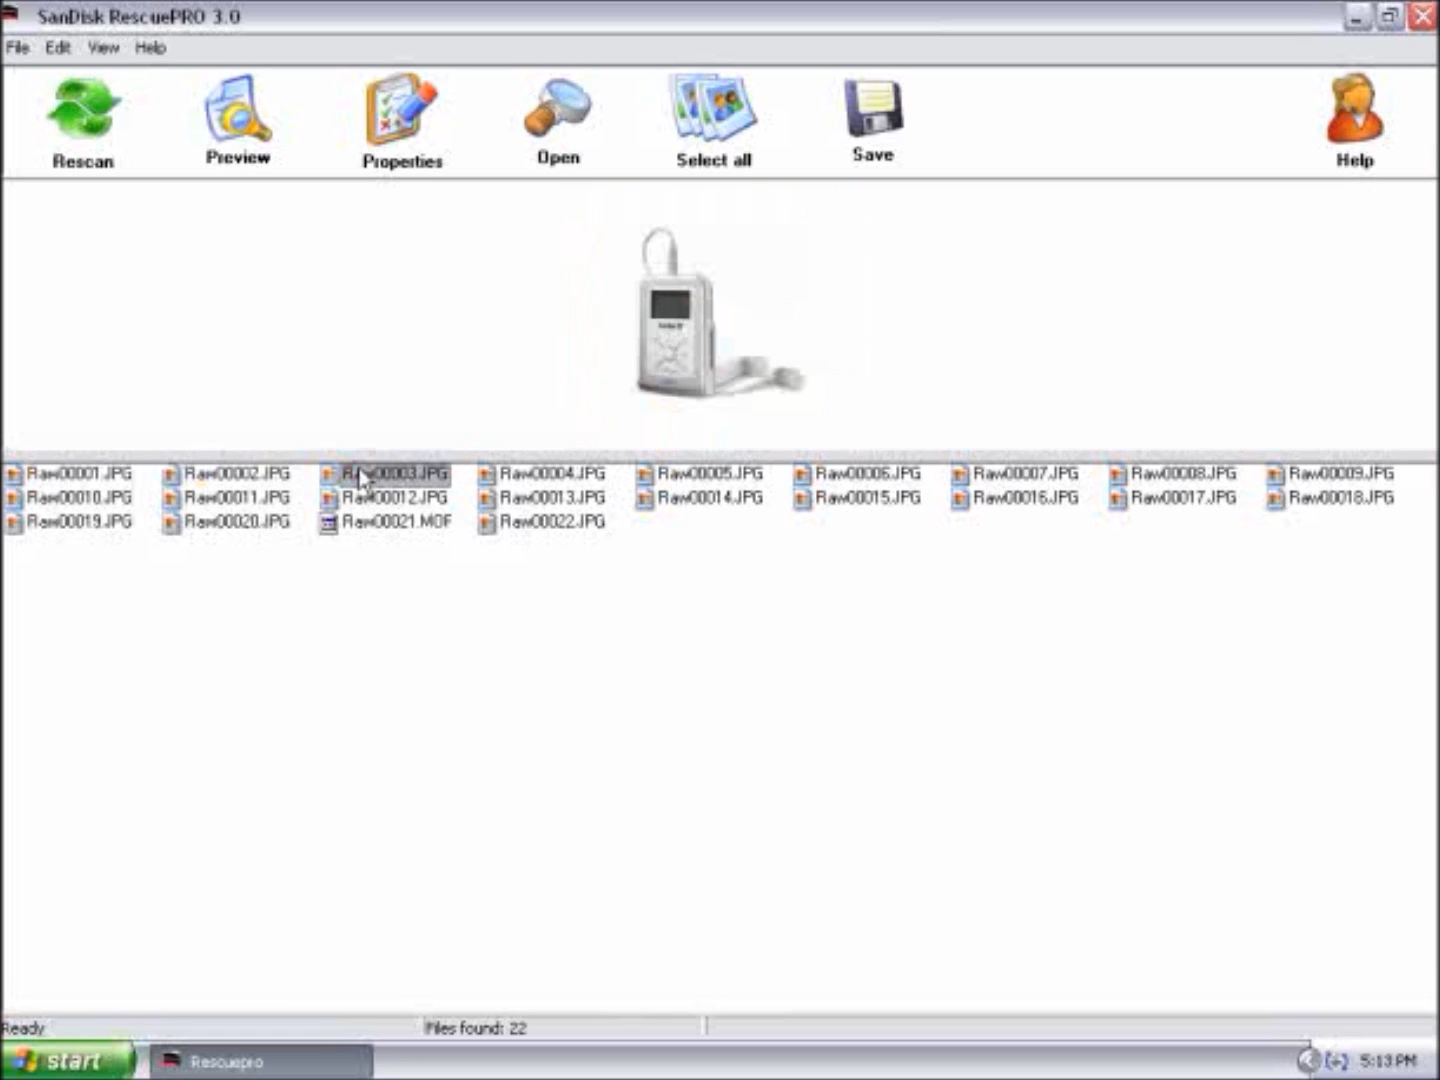 SanDisk RescuePRO 3.0
File Edit View Help
Rescan Preview Properties Open Select all Save Help
Raw00001.JPG Raw00002.JPG Raw00003.JPG Raw00004.JPG Raw00005.JPG Raw00006.JPG Raw00007.JPG Raw00008.JPG Raw00009.JPG
Raw00010.JPG Raw00011.JPG Raw00012.JPG Raw00013.JPG Raw00014.JPG Raw00015.JPG Raw00016.JPG Raw00017.JPG Raw00018.JPG
Raw00019.JPG Raw00020.JPG Raw00021.MOF Raw00022.JPG
Ready Files found: 22
start Rescuepro 5:13 PM